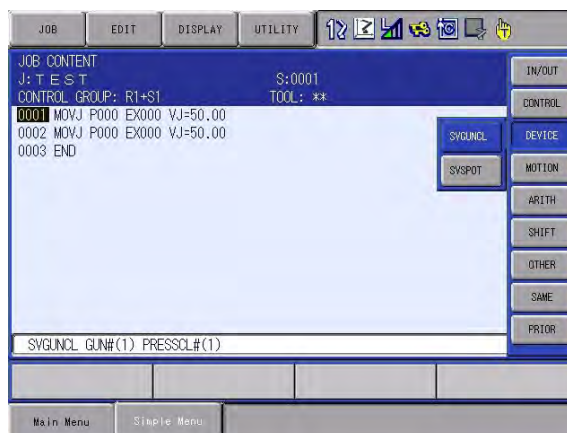 JOB EDIT DISPLAY UTILITY
JOB CONTENT
J:TEST S:0001
CONTROL GROUP: R1+S1 TOOL: **
0001 MOVJ P000 EX000 VJ=50.00
0002 MOVJ P000 EX000 VJ=50.00
0003 END
SVGUNCL
SVSPOT
IN/OUT
CONTROL
DEVICE
MOTION
ARITH
SHIFT
OTHER
SAME
PRIOR
SVGUNCL GUN#(1) PRESSCL#(1)
Main Menu Simple Menu